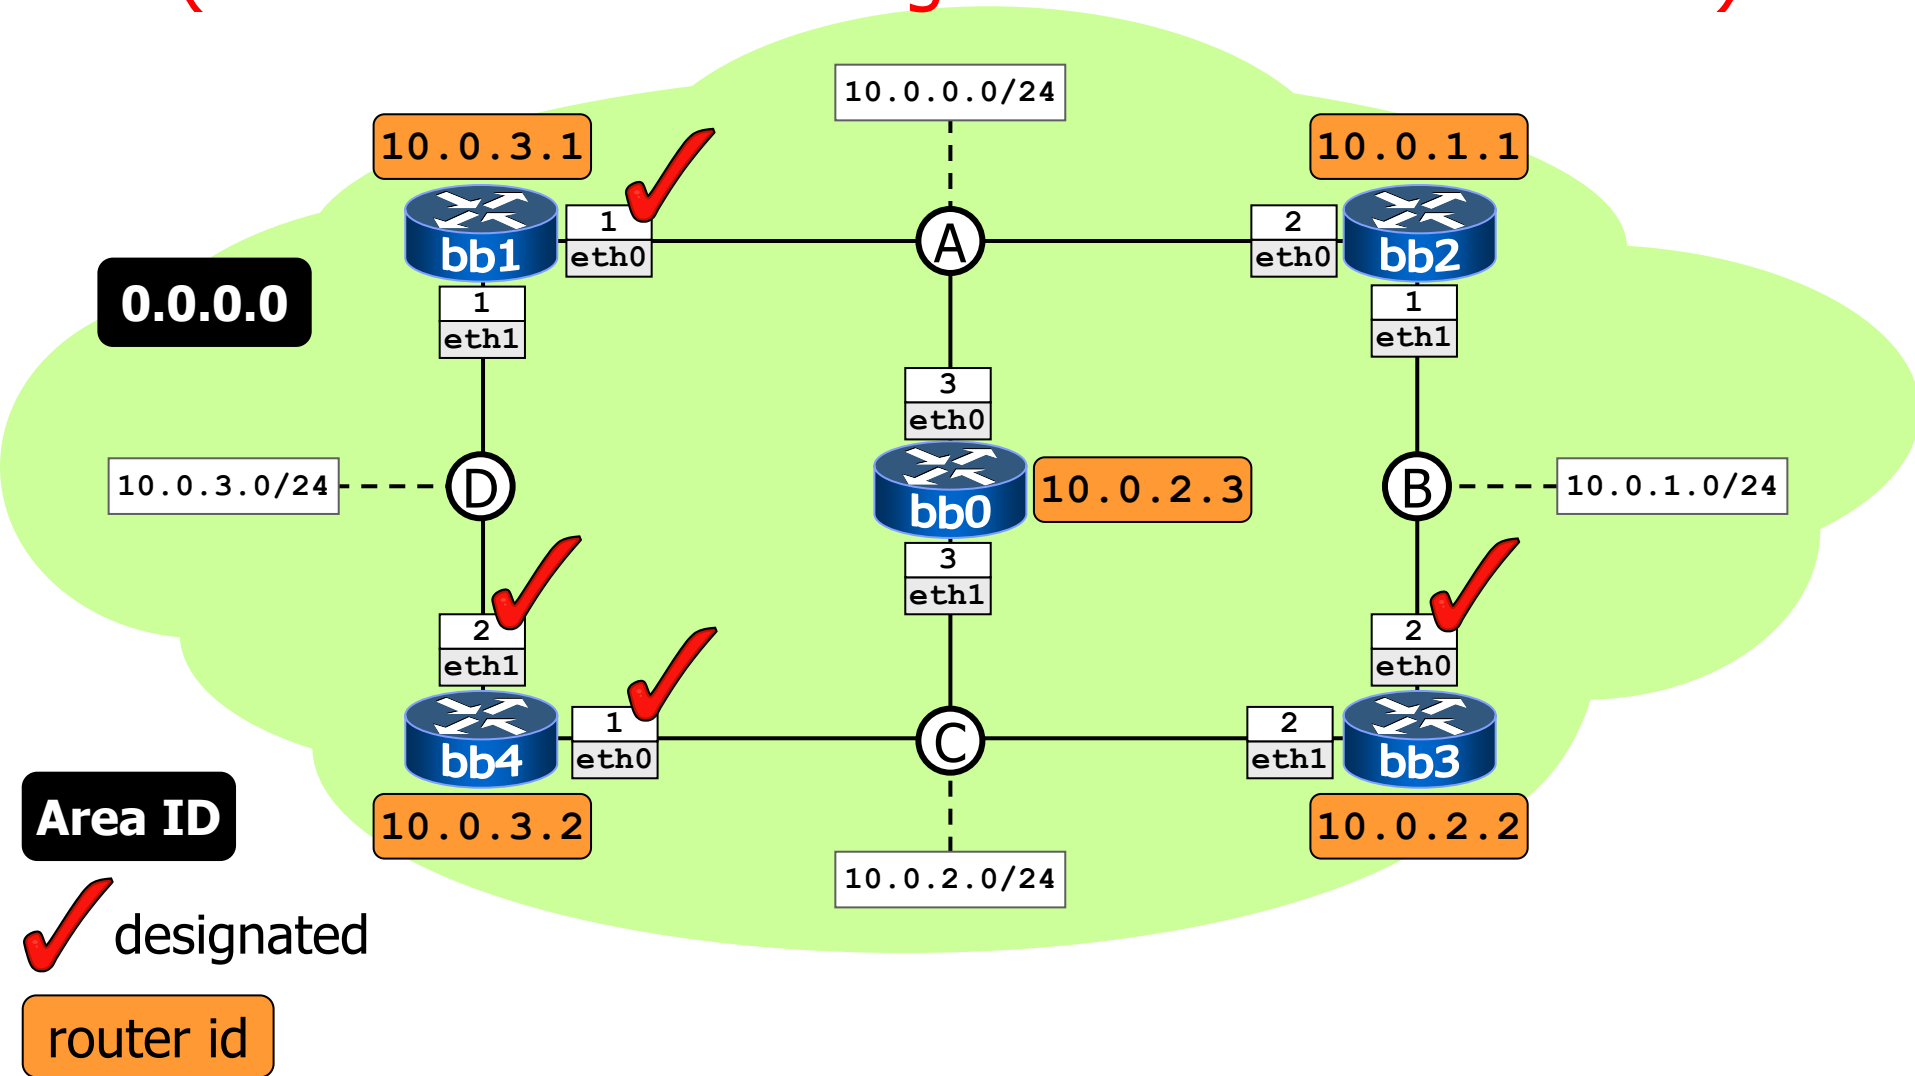 10.0.0.0/24
10.0.3.1
10.0.1.1
1
eth0
A
2
eth0
bb1
bb2
0.0.0.0
1
eth1
1
eth1
3
eth0
10.0.3.0/24
D
bb0
10.0.2.3
B
10.0.1.0/24
3
eth1
2
eth1
2
eth0
1
eth0
C
2
eth1
bb4
bb3
Area ID
10.0.3.2
10.0.2.2
10.0.2.0/24
designated
router id